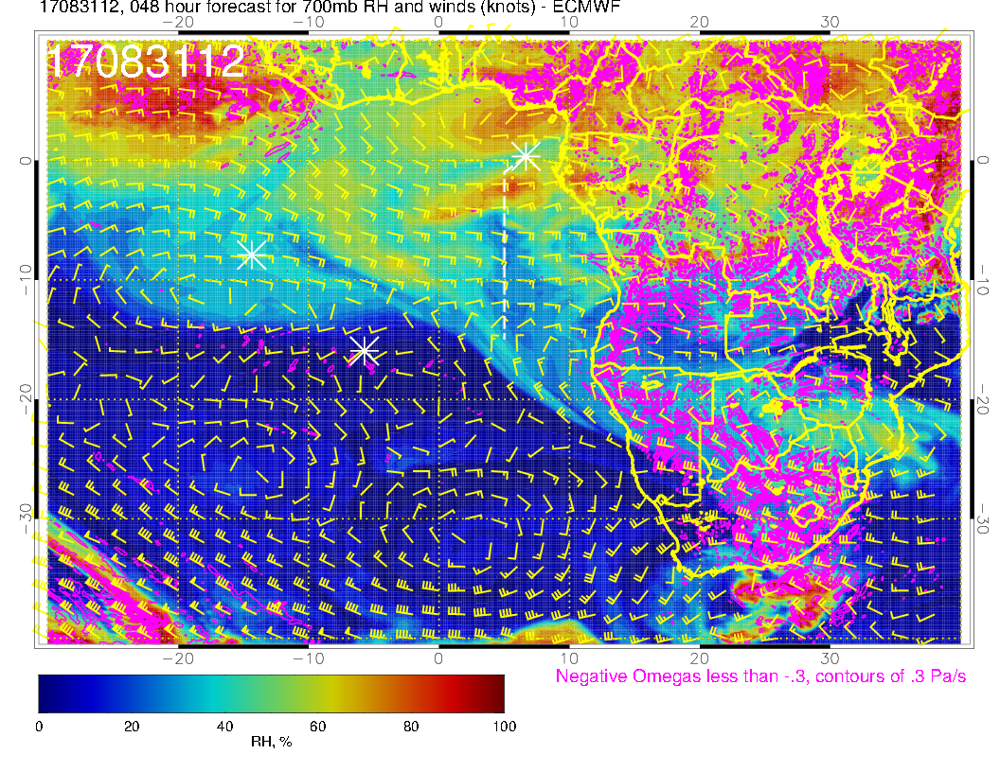 17083112, 048 hour forecast for 700mb RH and winds (knots) - ECMWF
−20 −10 0 10 20 30
17083112
0 0
−10 −10
−20 −20
−30 −30
−20 −10 0 10 20 30
Negative Omegas less than -.3, contours of .3 Pa/s
0 20 40 60 80 100
RH, %